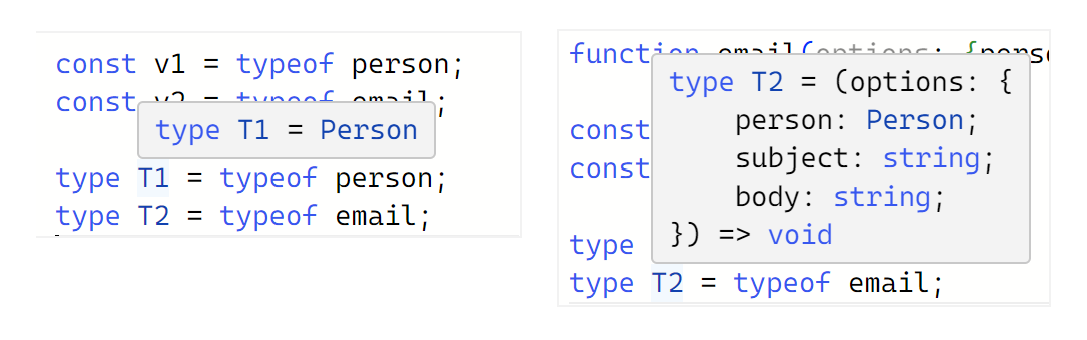 const v1 = typeof person;
const v2 = typeof email;
type T1 = Person
type T1 = typeof person;
type T2 = typeof email;
function email(options: {perso
type T2 = (options: {
person: Person;
const
subject: string;
const
body: string;
}) => void
type
type T2 = typeof email;